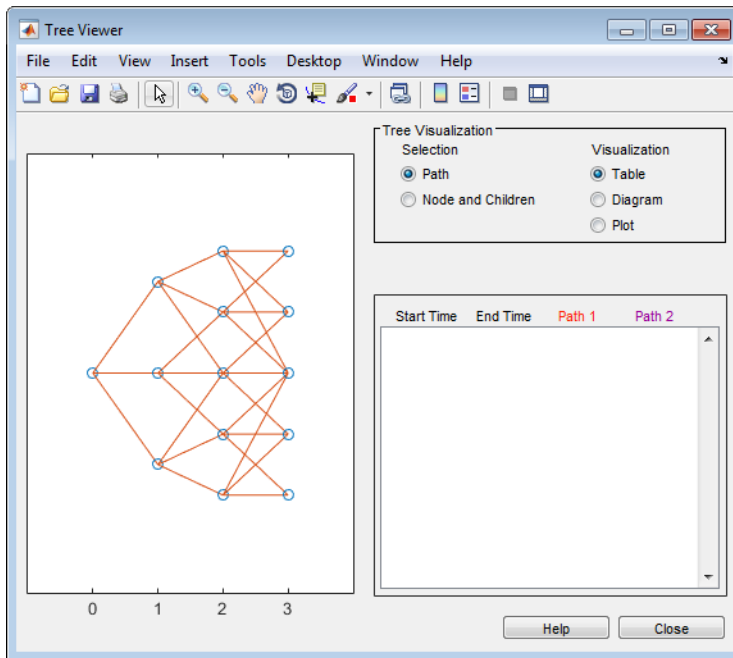 Tree Viewer
File Edit View Insert Tools Desktop Window Help
Tree Visualization
Selection Visualization
Path Table
Node and Children Diagram
Plot
Start Time End Time Path 1 Path 2
0 1 2 3
Help Close